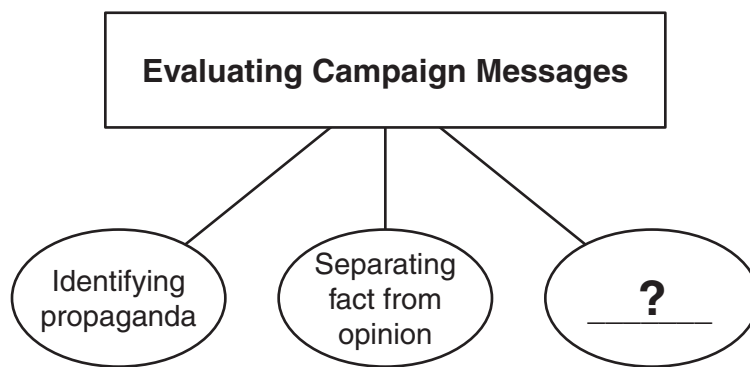 Evaluating Campaign Messages
Identifying
propaganda
Separating
fact from
opinion
?